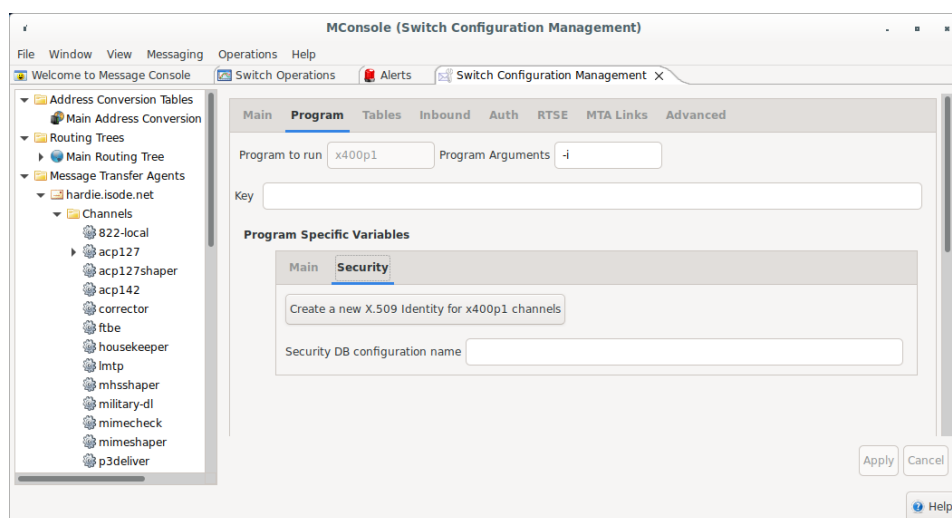 MConsole (Switch Configuration Management)
File Window View Messaging Operations Help
Welcome to Message Console Switch Operations Alerts Switch Configuration Management X
Address Conversion Tables
Main Address Conversion
Routing Trees
Main Routing Tree
Message Transfer Agents
hardie.isode.net
Channels
822-local
acp127
acp127shaper
acp142
corrector
ftbe
housekeeper
lmtp
mhsshaper
military-dl
mimecheck
mimeshaper
p3deliver
Main Program Tables Inbound Auth RTSE MTA Links Advanced
Program to run x400p1 Program Arguments -i
Key
Program Specific Variables
Main Security
Create a new X.509 Identity for x400p1 channels
Security DB configuration name
Apply Cancel
Help